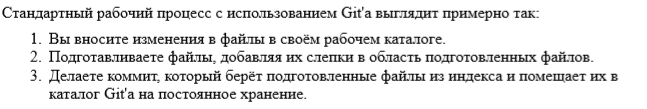 Стандартный рабочий процесс с использованием Git'а выглядит примерно так:
1. Вы вносите изменения в файлы в своём рабочем каталоге.
2. Подготавливаете файлы, добавляя их слепки в область подготовленных файлов.
3. Делаете коммит, который берёт подготовленные файлы из индекса и помещает их в
каталог Git'а на постоянное хранение.